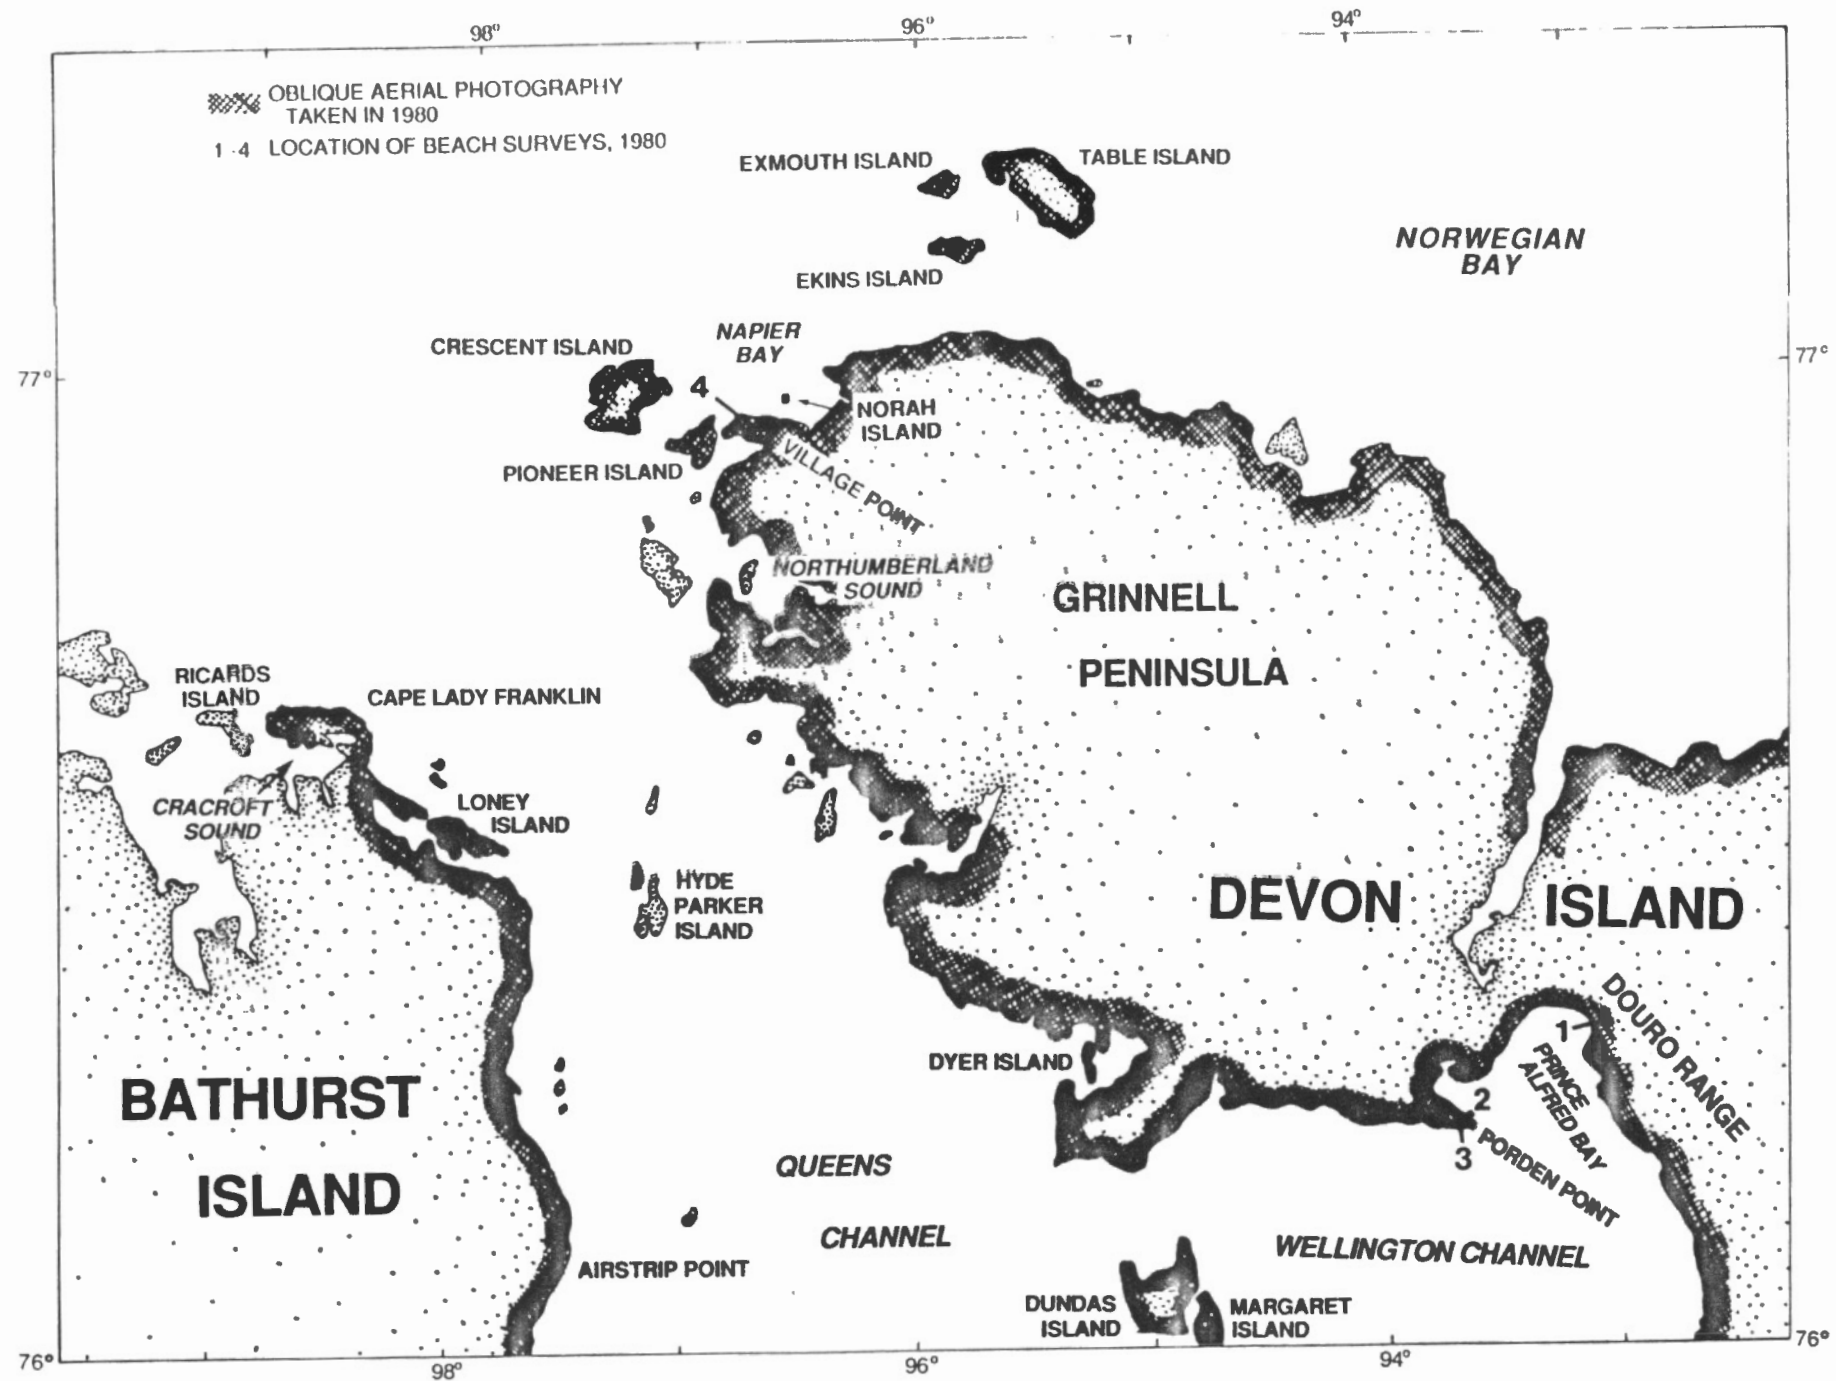 98°
96°
94°
OBLIQUE AERIAL PHOTOGRAPHY
TAKEN IN 1980
1-4 LOCATION OF BEACH SURVEYS, 1980
EXMOUTH ISLAND
TABLE ISLAND
NORWEGIAN
BAY
EKINS ISLAND
NAPIER
BAY
CRESCENT ISLAND
77°
77°
4
NORAH
ISLAND
PIONEER ISLAND
VILLAGE POINT
NORTHUMBERLAND
SOUND
GRINNELL
PENINSULA
RICARDS
ISLAND
CAPE LADY FRANKLIN
CRACROFT
SOUND
LONEY
ISLAND
HYDE
PARKER
ISLAND
DEVON ISLAND
DOURO RANGE
1
PRINCE
ALFRED BAY
DYER ISLAND
2
3
PORDEN POINT
BATHURST
ISLAND
QUEENS
CHANNEL
WELLINGTON CHANNEL
AIRSTRIP POINT
DUNDAS
ISLAND
MARGARET
ISLAND
76°
76°
98°
96°
94°